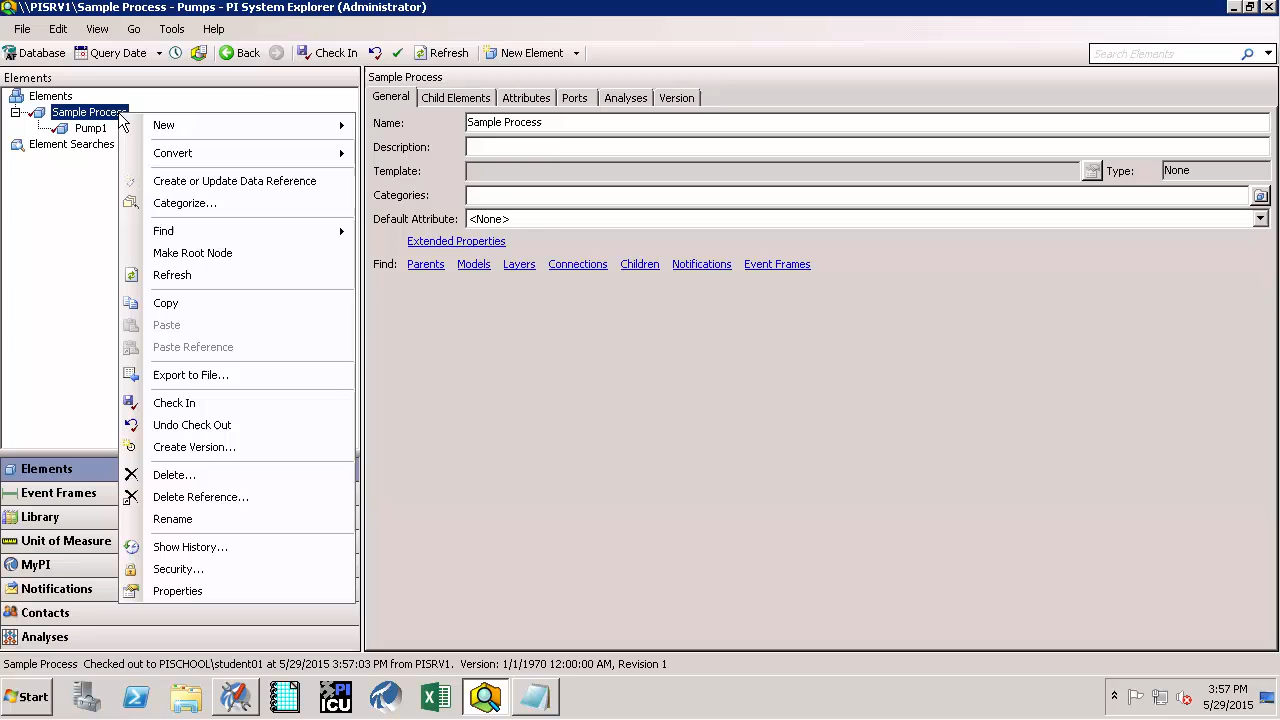 \\PISRV1\Sample Process - Pumps - PI System Explorer (Administrator)
File Edit View Go Tools Help
Database Query Date Back Check In Refresh New Element Search Elements
Elements
Elements
Sample Process
Pump1
Element Searches
New
Convert
Create or Update Data Reference
Categorize...
Find
Make Root Node
Refresh
Copy
Paste
Paste Reference
Export to File...
Check In
Undo Check Out
Create Version...
Delete...
Delete Reference...
Rename
Show History...
Security...
Properties
Elements
Event Frames
Library
Unit of Measure
MyPI
Notifications
Contacts
Analyses
Sample Process
General Child Elements Attributes Ports Analyses Version
Name: Sample Process
Description:
Template: Type: None
Categories:
Default Attribute: <None>
Extended Properties
Find: Parents Models Layers Connections Children Notifications Event Frames
Sample Process Checked out to PISCHOOL\student01 at 5/29/2015 3:57:03 PM from PISRV1. Version: 1/1/1970 12:00:00 AM, Revision 1
Start
PI
ICU
3:57 PM
5/29/2015